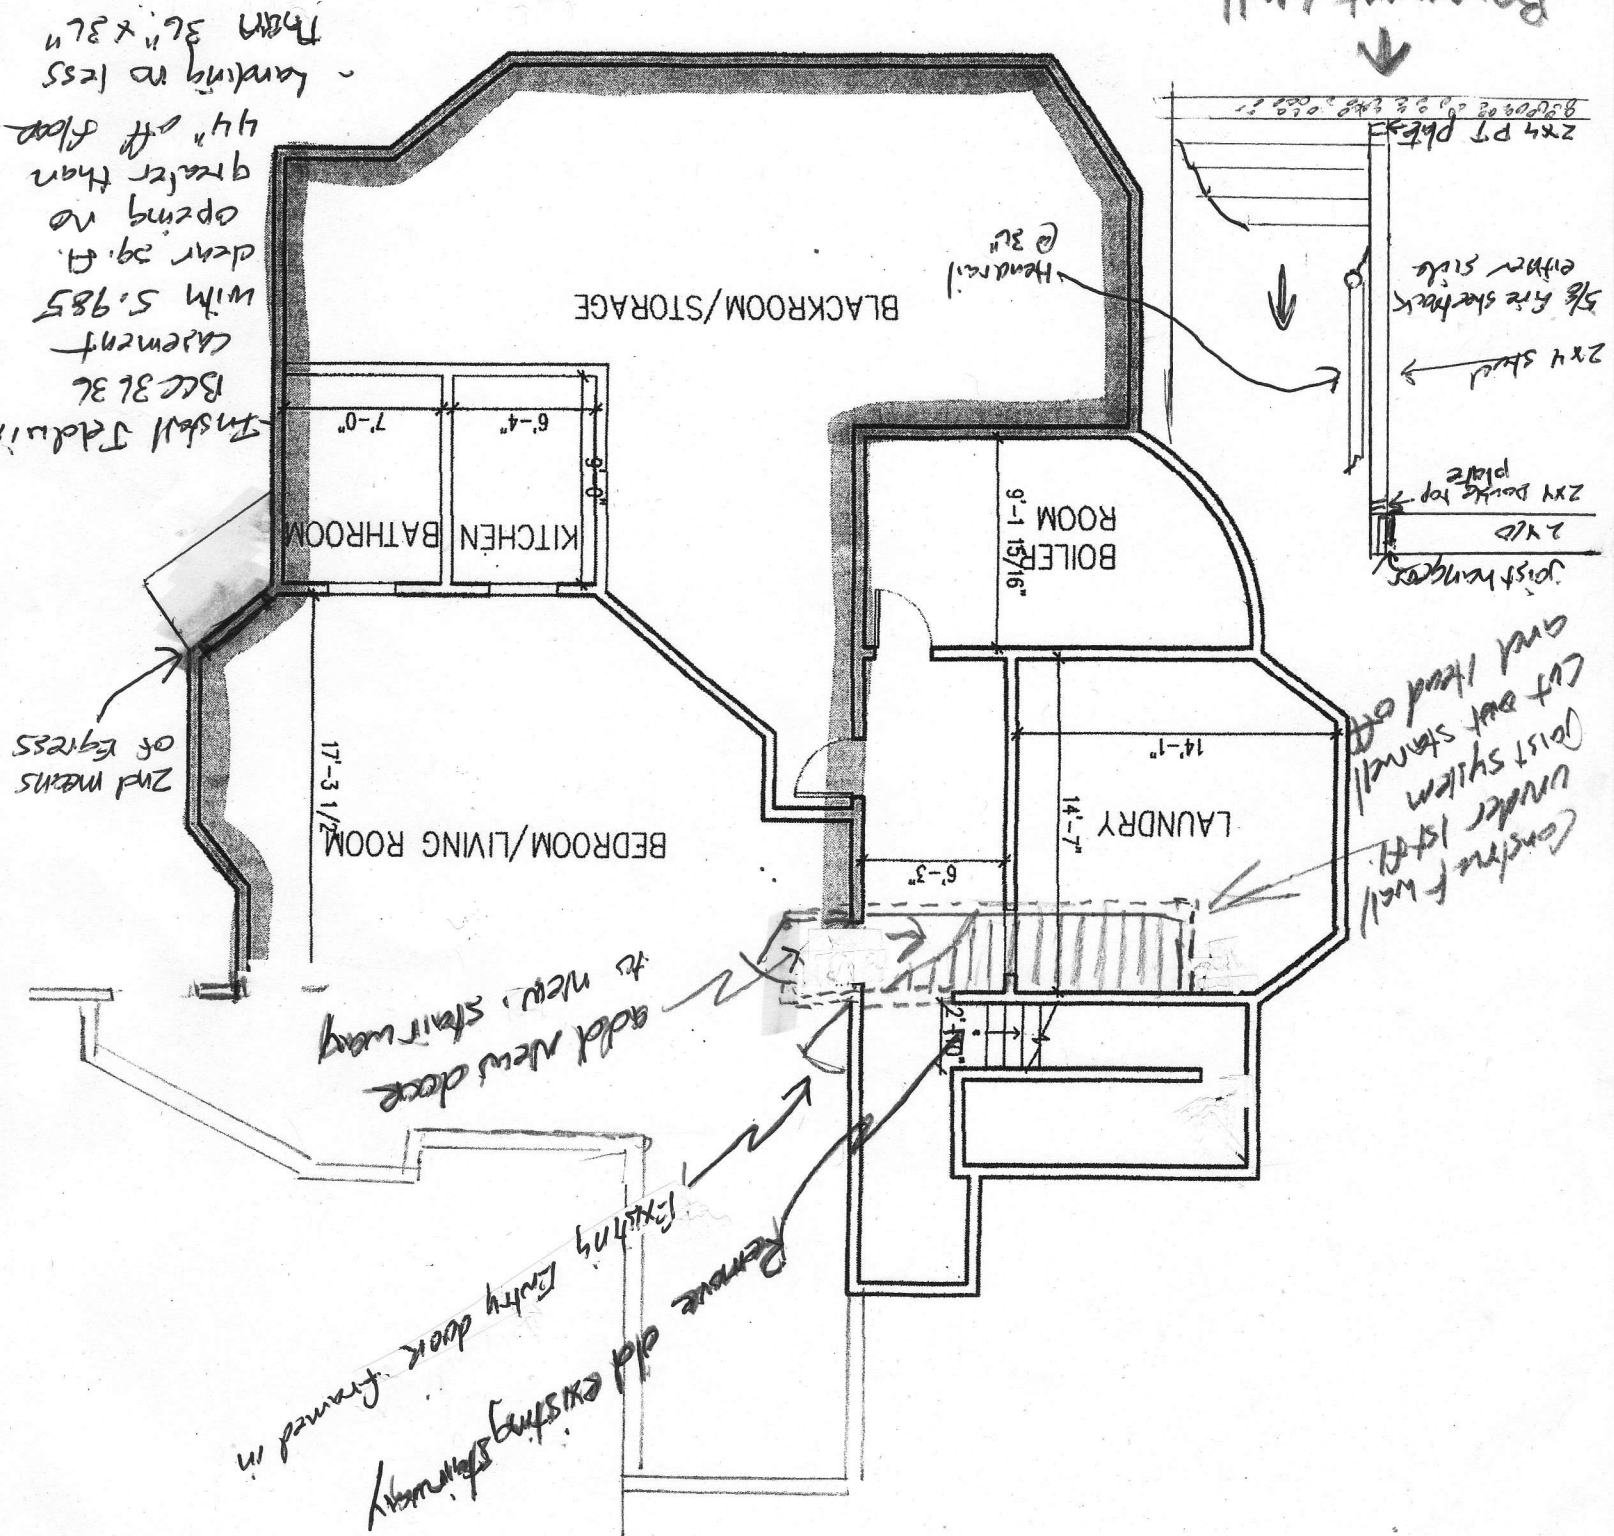 Remove old existing stairway
Existing Entry door framed in
add new door
to new stairway
2'-10"
Construct wall
under 1st fl.
joist system
cut out stairwell
and Head off
LAUNDRY
14'-7"
14'-1"
6'-3"
BEDROOM/LIVING ROOM
17'-3 1/2"
2nd means
of Egress
joist hangers
2x10
2x4 Double top
plate
2x4 stud
5/8 fire sheetrock
either side
2x4 PT plate
BOILER
ROOM
9'-1 15/16"
KITCHEN
BATHROOM
9'-0"
6'-4"
7'-0"
BLACKROOM/STORAGE
Handrail
@ 36"
Install
BCC 3636
casement
with 5.985
clear sq. ft.
opening no
greater than
44" off floor
- Landing no less
than 36" x 36"